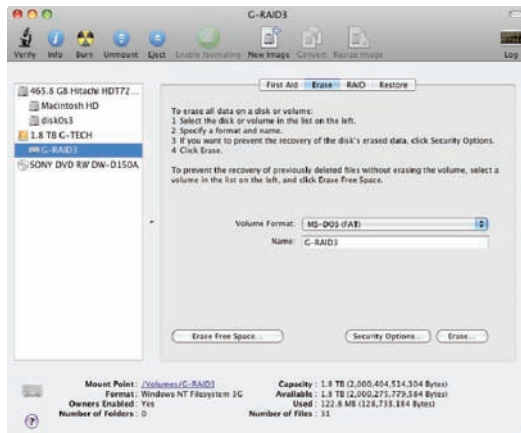 G-RAID3
Verify Info Burn Unmount Eject Enable Journaling New Image Convert Resize Image Log
First Aid Erase RAID Restore
465.8 GB Hitachi HDT72...
Macintosh HD
disk0s3
1.8 TB G-TECH
G-RAID3
SONY DVD RW DW-D150A
To erase all data on a disk or volume:
1 Select the disk or volume in the list on the left.
2 Specify a format and name.
3 If you want to prevent the recovery of the disk's erased data, click Security Options.
4 Click Erase.
To prevent the recovery of previously deleted files without erasing the volume, select a
volume in the list on the left, and click Erase Free Space.
Volume Format: MS-DOS (FAT)
Name: G-RAID3
Erase Free Space... Security Options... Erase...
Mount Point : /Volumes/G-RAID3
Format : Windows NT Filesystem 3G
Owners Enabled : Yes
Number of Folders : 0
Capacity : 1.8 TB (2,000,404,514,304 Bytes)
Available : 1.8 TB (2,000,275,779,584 Bytes)
Used : 122.8 MB (128,733,184 Bytes)
Number of Files : 31
?